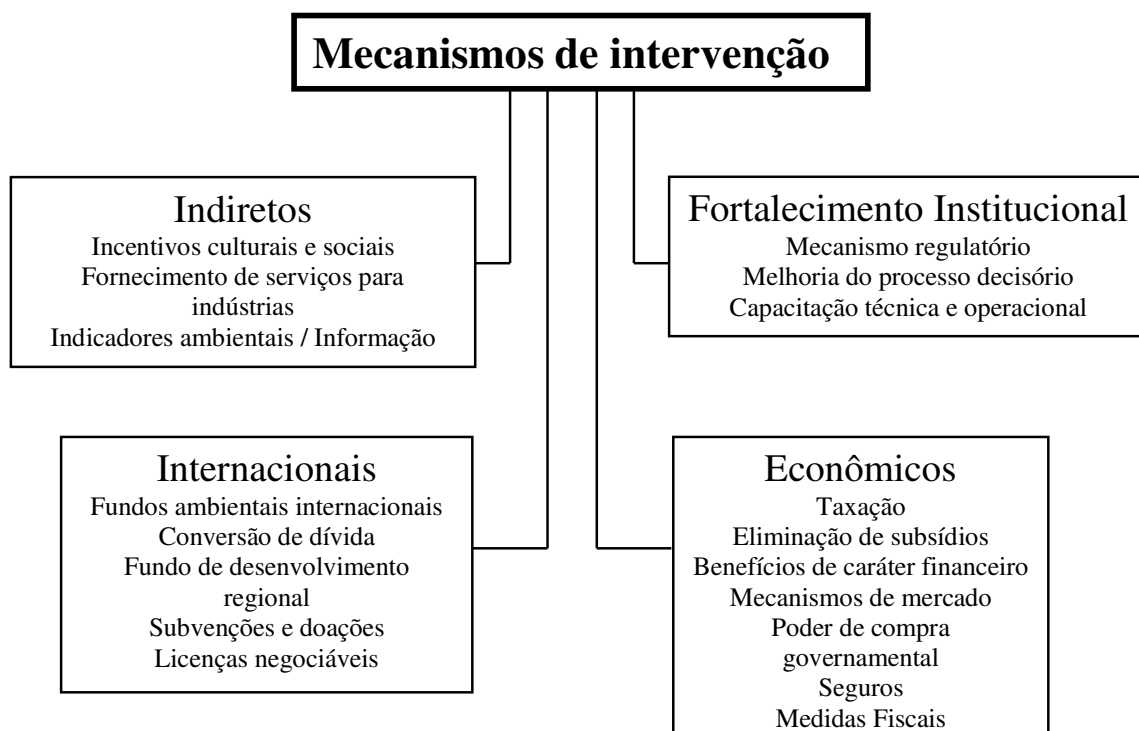 Mecanismos de intervenção
Indiretos
Incentivos culturais e sociais
Fornecimento de serviços para
indústrias
Indicadores ambientais / Informação
Fortalecimento Institucional
Mecanismo regulatório
Melhoria do processo decisório
Capacitação técnica e operacional
Internacionais
Fundos ambientais internacionais
Conversão de dívida
Fundo de desenvolvimento
regional
Subvenções e doações
Licenças negociáveis
Econômicos
Taxação
Eliminação de subsídios
Benefícios de caráter financeiro
Mecanismos de mercado
Poder de compra
governamental
Seguros
Medidas Fiscais